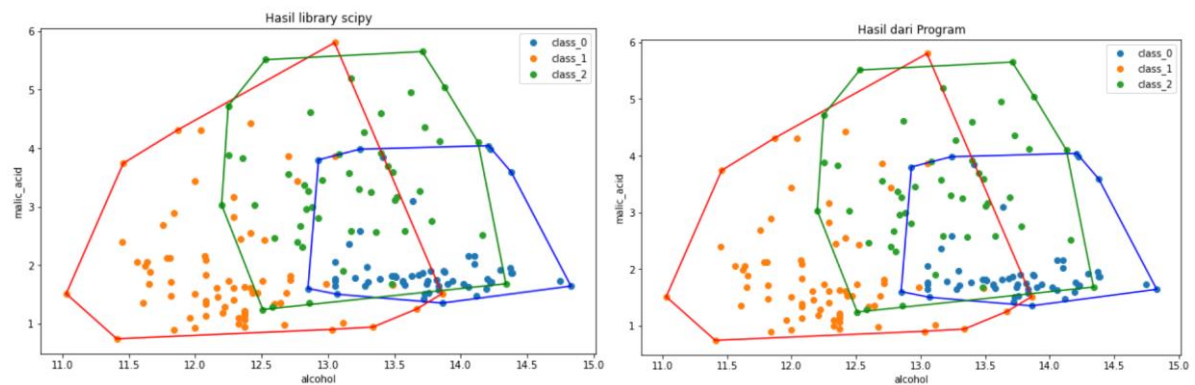 Hasil library scipy
class_0
class_1
class_2
malic_acid
6
5
4
3
2
1
11.0 11.5 12.0 12.5 13.0 13.5 14.0 14.5 15.0
alcohol
Hasil dari Program
class_0
class_1
class_2
malic_acid
6
5
4
3
2
1
11.0 11.5 12.0 12.5 13.0 13.5 14.0 14.5 15.0
alcohol